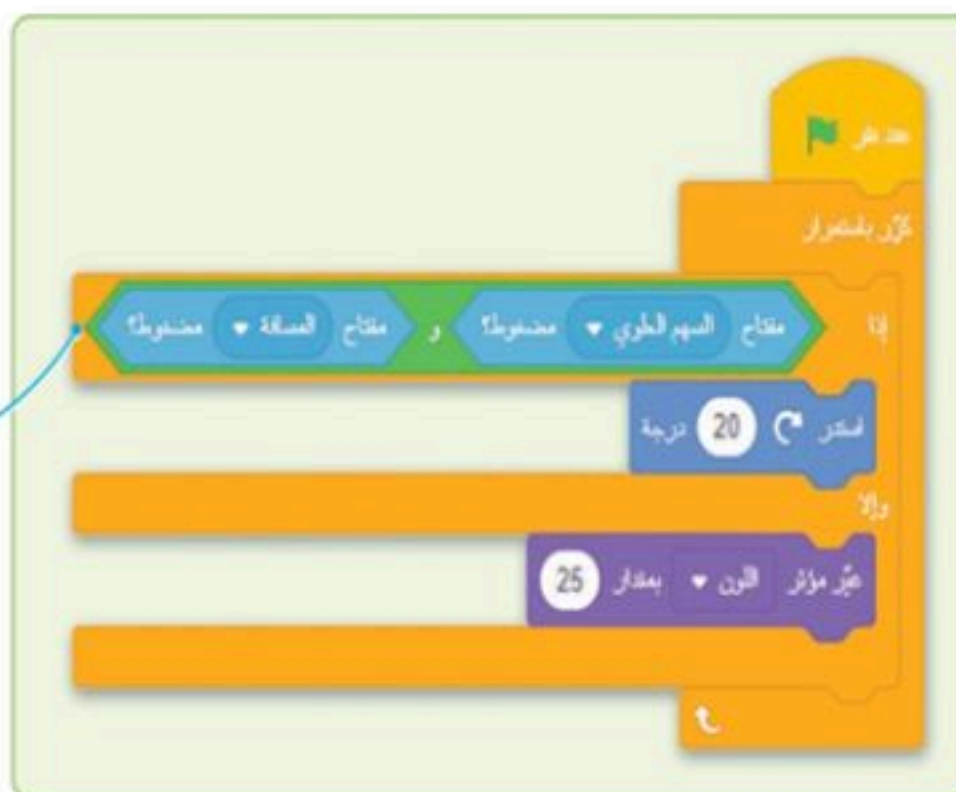 عند نقر
كرِّر باستمرار
إذا مفتاح السهم العلوي مضغوط؟ و مفتاح المسافة مضغوط؟
استدر 20 درجة
وإلا
غيِّر مؤثر اللون بمقدار 25